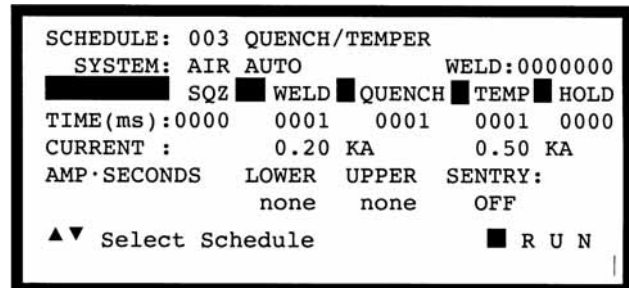 SCHEDULE: 003 QUENCH/TEMPER
SYSTEM: AIR AUTO WELD:0000000
SQZ WELD QUENCH TEMP HOLD
TIME(ms):0000 0001 0001 0001 0000
CURRENT : 0.20 KA 0.50 KA
AMP·SECONDS LOWER UPPER SENTRY:
none none OFF
▲▼ Select Schedule ■ R U N